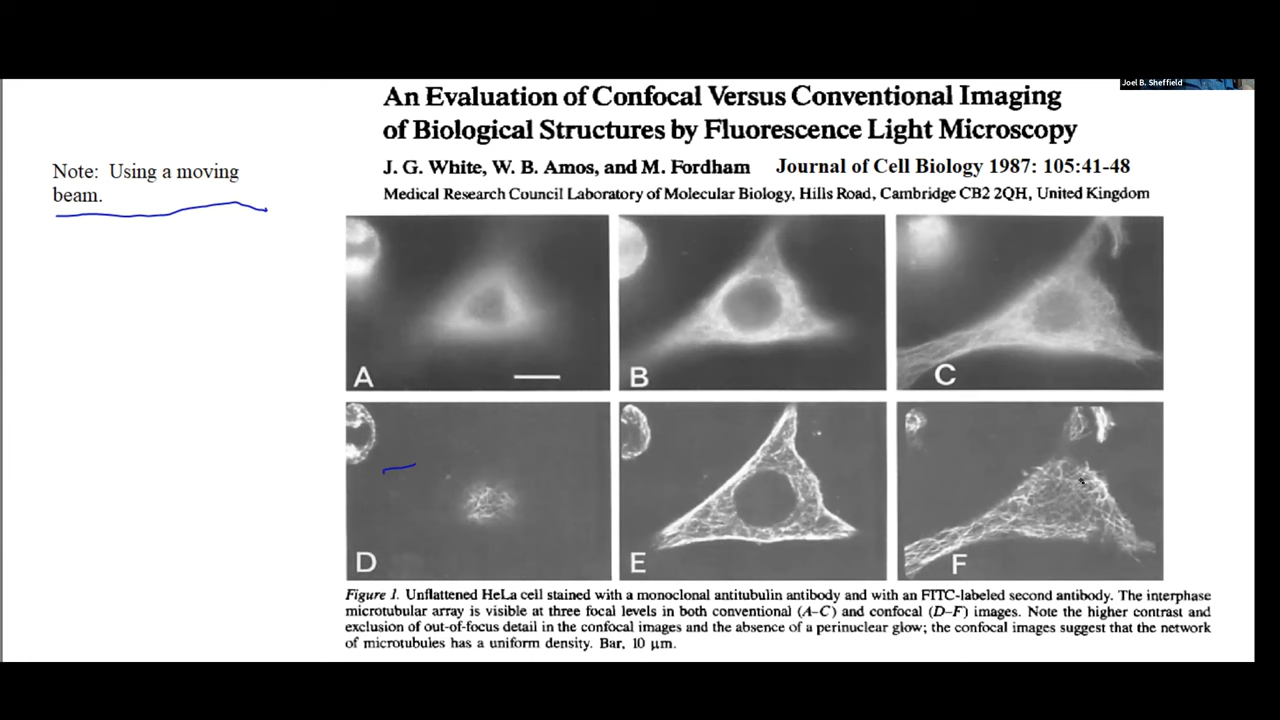 Joel B. Sheffield
An Evaluation of Confocal Versus Conventional Imaging
of Biological Structures by Fluorescence Light Microscopy
J. G. White, W. B. Amos, and M. Fordham Journal of Cell Biology 1987: 105:41-48
Medical Research Council Laboratory of Molecular Biology, Hills Road, Cambridge CB2 2QH, United Kingdom
Note: Using a moving
beam.
A
B
C
D
E
F
Figure 1. Unflattened HeLa cell stained with a monoclonal antitubulin antibody and with an FITC-labeled second antibody. The interphase
microtubular array is visible at three focal levels in both conventional (A–C) and confocal (D–F) images. Note the higher contrast and
exclusion of out-of-focus detail in the confocal images and the absence of a perinuclear glow; the confocal images suggest that the network
of microtubules has a uniform density. Bar, 10 μm.